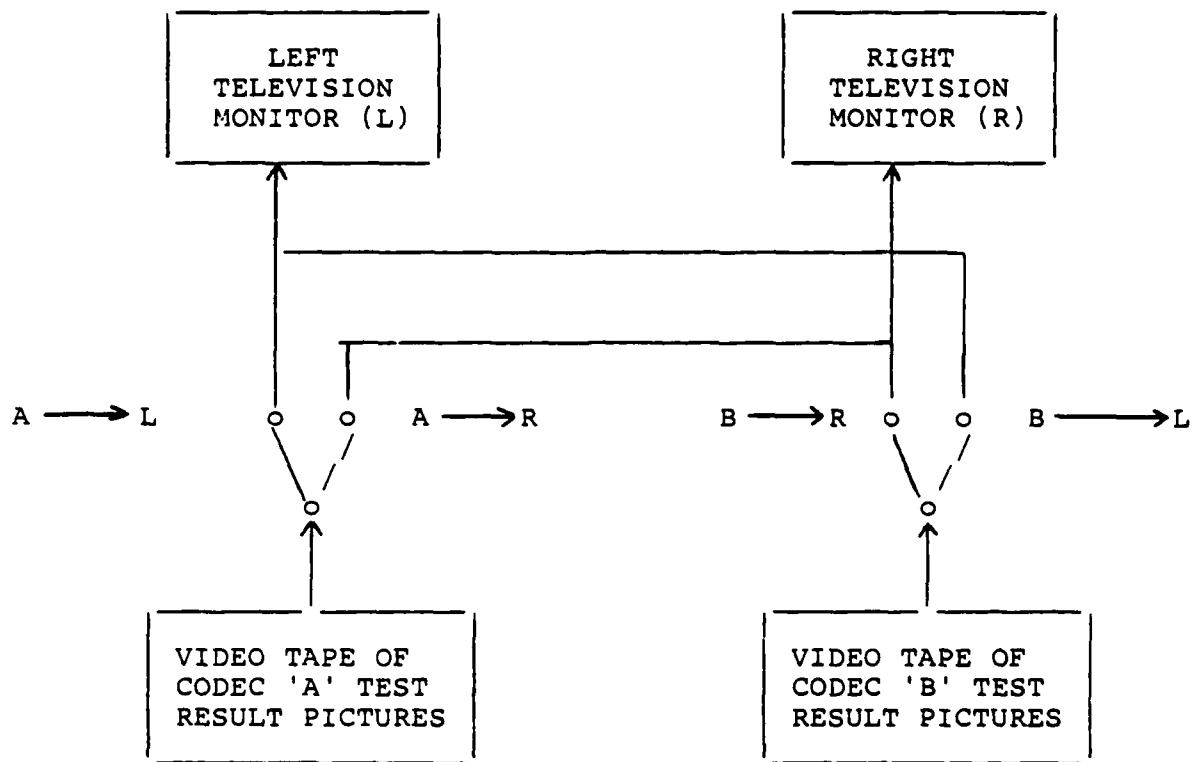 LEFT
TELEVISION
MONITOR (L)
RIGHT
TELEVISION
MONITOR (R)
A L
A R
B R
B L
VIDEO TAPE OF
CODEC 'A' TEST
RESULT PICTURES
VIDEO TAPE OF
CODEC 'B' TEST
RESULT PICTURES